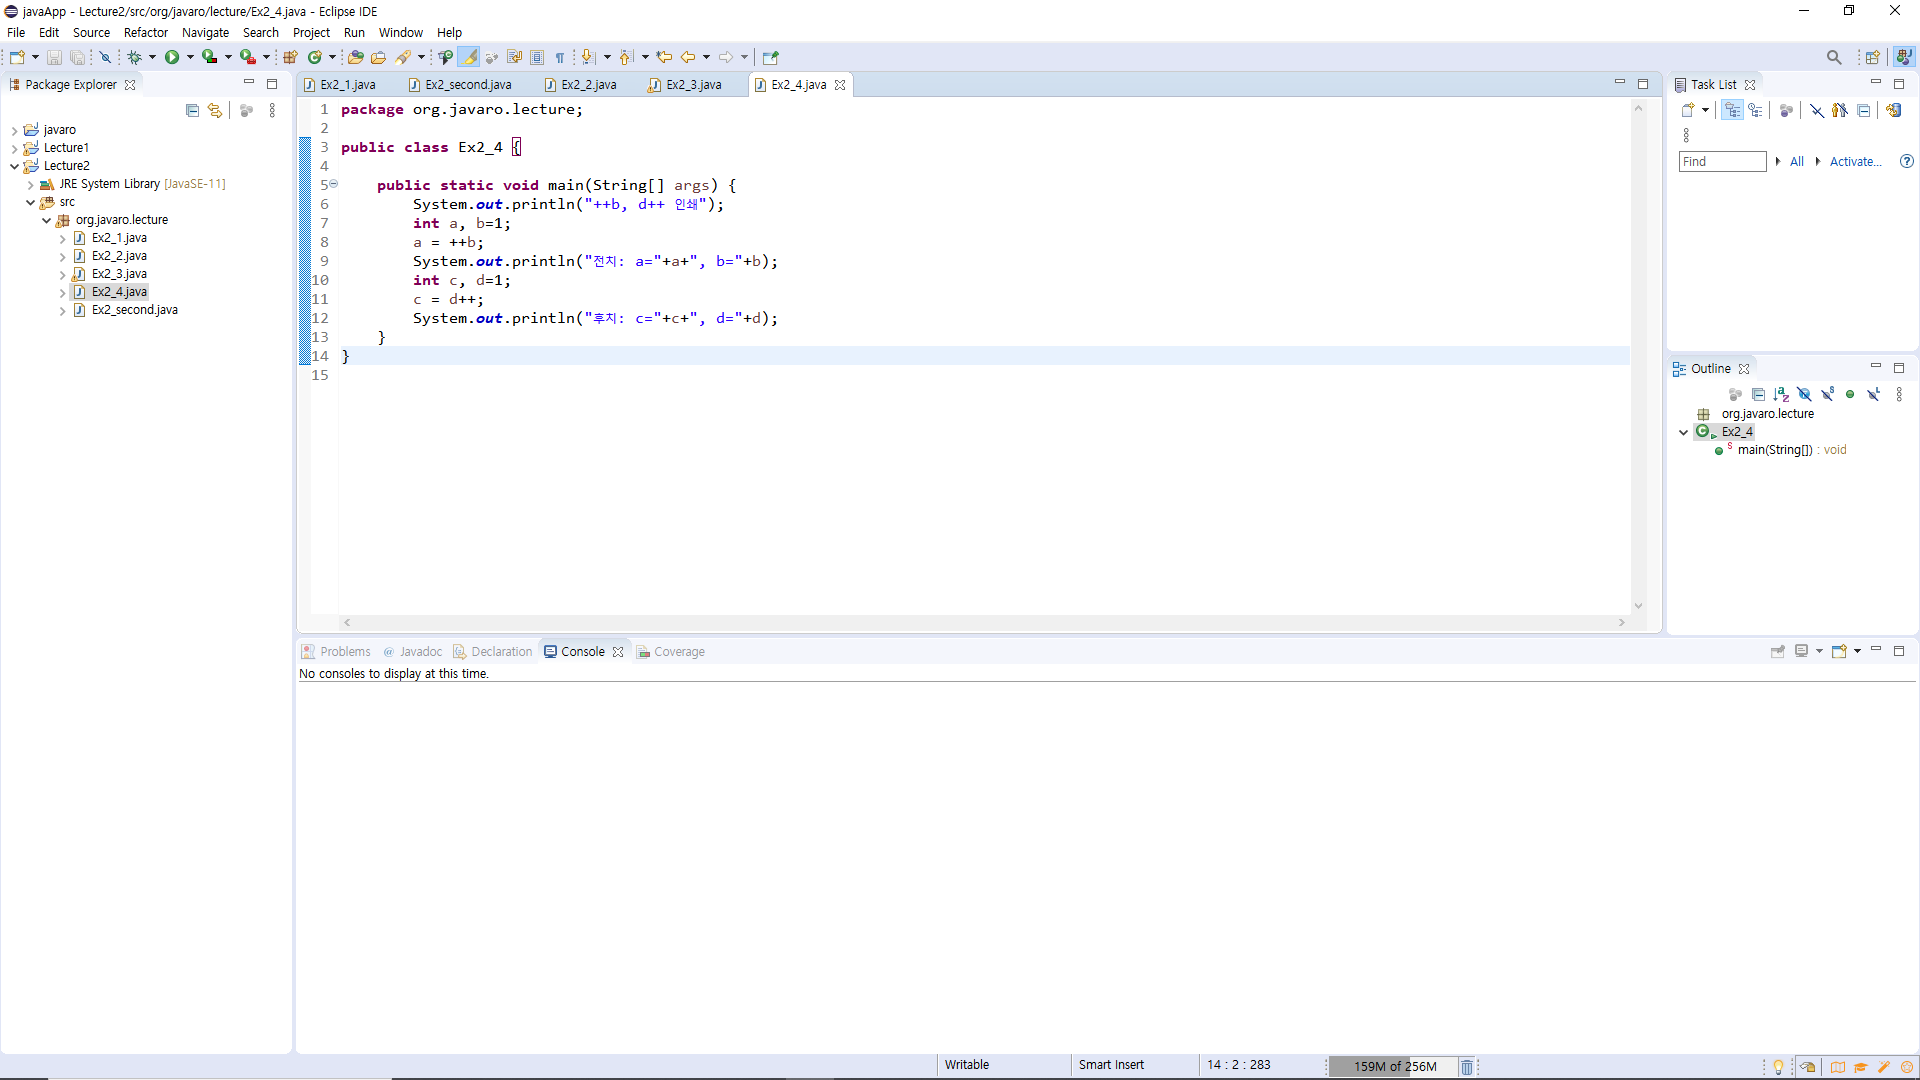 javaApp - Lecture2/src/org/javaro/lecture/Ex2_4.java - Eclipse IDE
File Edit Source Refactor Navigate Search Project Run Window Help
Package Explorer
javaro
Lecture1
Lecture2
JRE System Library [JavaSE-11]
src
org.javaro.lecture
Ex2_1.java
Ex2_2.java
Ex2_3.java
Ex2_4.java
Ex2_second.java
Ex2_1.java Ex2_second.java Ex2_2.java Ex2_3.java Ex2_4.java
1 package org.javaro.lecture;
2
3 public class Ex2_4 {
4
5 public static void main(String[] args) {
6 System.out.println("++b, d++ 인쇄");
7 int a, b=1;
8 a = ++b;
9 System.out.println("전치: a="+a+", b="+b);
10 int c, d=1;
11 c = d++;
12 System.out.println("후치: c="+c+", d="+d);
13 }
14 }
15
Task List
Find All Activate...
Outline
org.javaro.lecture
Ex2_4
main(String[]) : void
Problems @ Javadoc Declaration Console Coverage
No consoles to display at this time.
Writable Smart Insert 14 : 2 : 283 159M of 256M